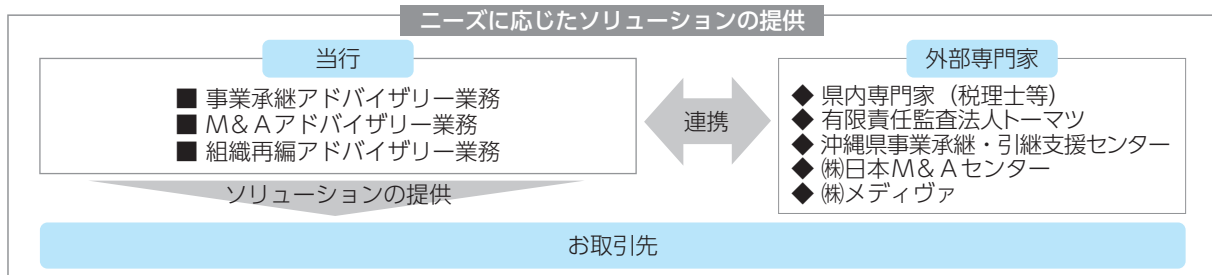 ニーズに応じたソリューションの提供
当行
■ 事業承継アドバイザリー業務
■ M&Aアドバイザリー業務
■ 組織再編アドバイザリー業務
連携
外部専門家
◆ 県内専門家（税理士等）
◆ 有限責任監査法人トーマツ
◆ 沖縄県事業承継・引継支援センター
◆ ㈱日本M&Aセンター
◆ ㈱メディヴァ
ソリューションの提供
お取引先